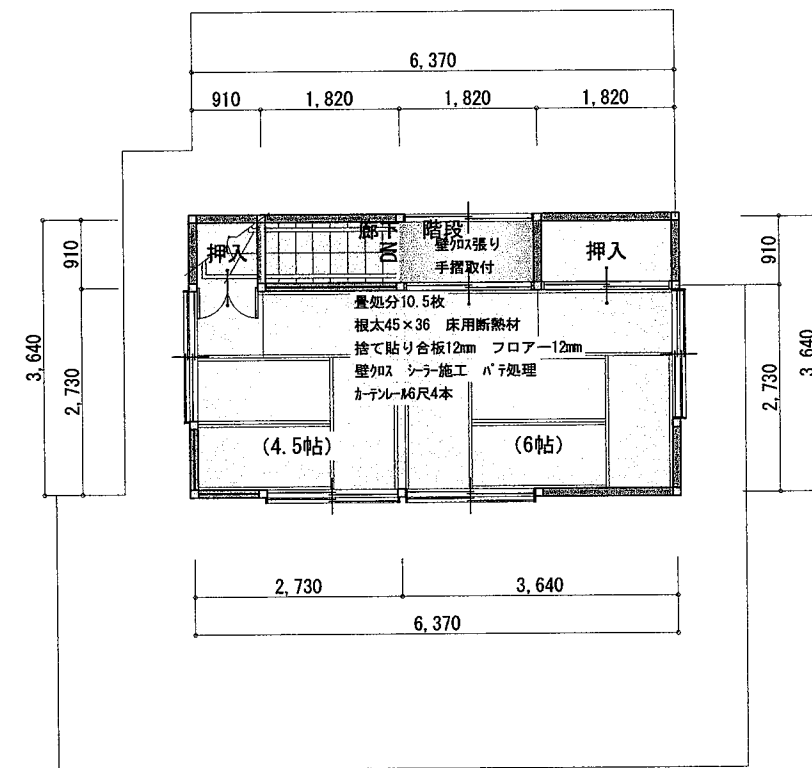 6,370
910 1,820 1,820 1,820
910
2,730
3,640
910
2,730
3,640
押入
廊下 階段
DN
壁クロス張り
手摺取付
押入
畳処分10.5枚
根太45×36 床用断熱材
捨て貼り合板12mm フロアー12mm
壁クロス シーラー施工 パテ処理
カーテンレール6尺4本
(4.5帖)
(6帖)
2,730 3,640
6,370